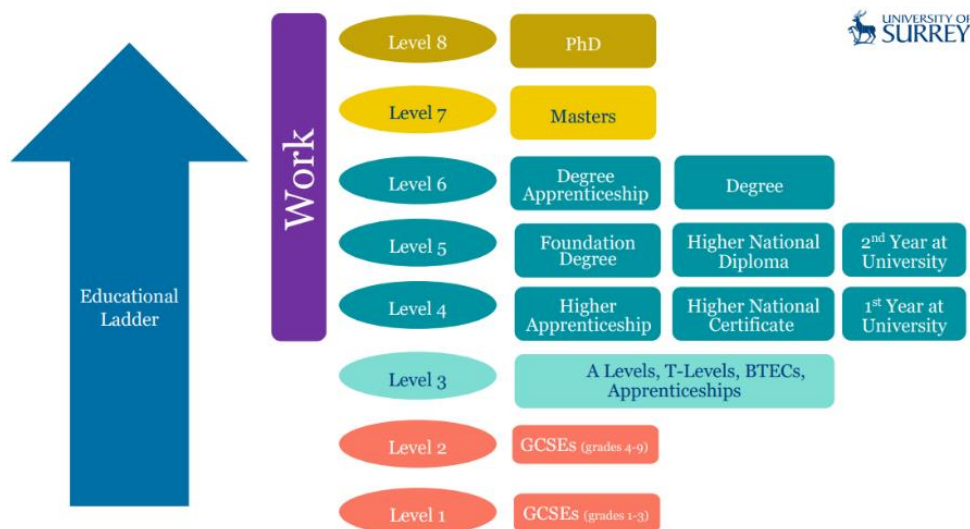 UNIVERSITY OF
SURREY
Educational
Ladder
Work
Level 8
PhD
Level 7
Masters
Level 6
Degree
Apprenticeship
Degree
Level 5
Foundation
Degree
Higher National
Diploma
2nd Year at
University
Level 4
Higher
Apprenticeship
Higher National
Certificate
1st Year at
University
Level 3
A Levels, T-Levels, BTECs,
Apprenticeships
Level 2
GCSEs (grades 4-9)
Level 1
GCSEs (grades 1-3)